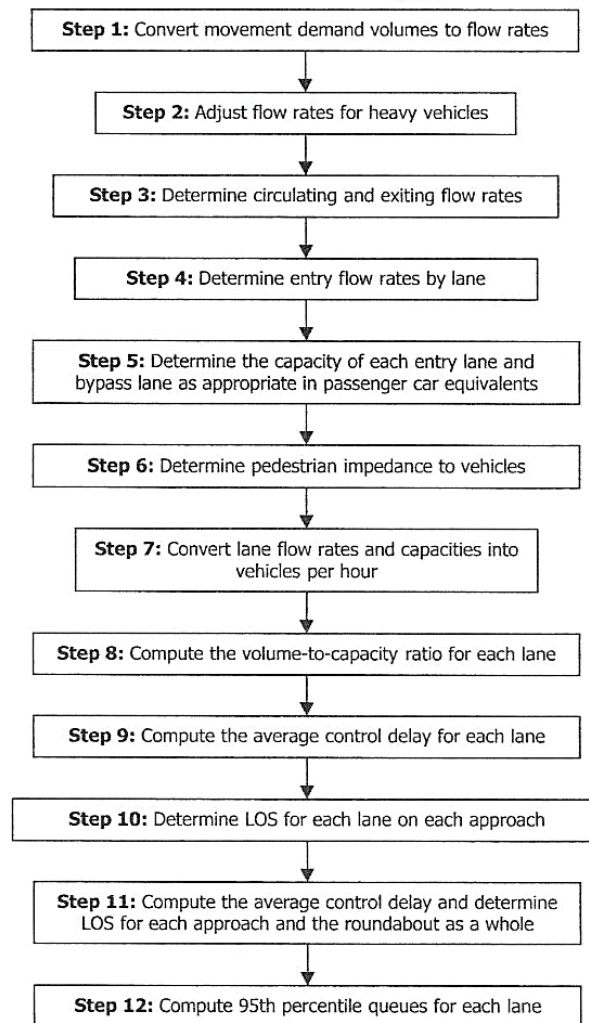 Step 1: Convert movement demand volumes to flow rates
Step 2: Adjust flow rates for heavy vehicles
Step 3: Determine circulating and exiting flow rates
Step 4: Determine entry flow rates by lane
Step 5: Determine the capacity of each entry lane and
bypass lane as appropriate in passenger car equivalents
Step 6: Determine pedestrian impedance to vehicles
Step 7: Convert lane flow rates and capacities into
vehicles per hour
Step 8: Compute the volume-to-capacity ratio for each lane
Step 9: Compute the average control delay for each lane
Step 10: Determine LOS for each lane on each approach
Step 11: Compute the average control delay and determine
LOS for each approach and the roundabout as a whole
Step 12: Compute 95th percentile queues for each lane